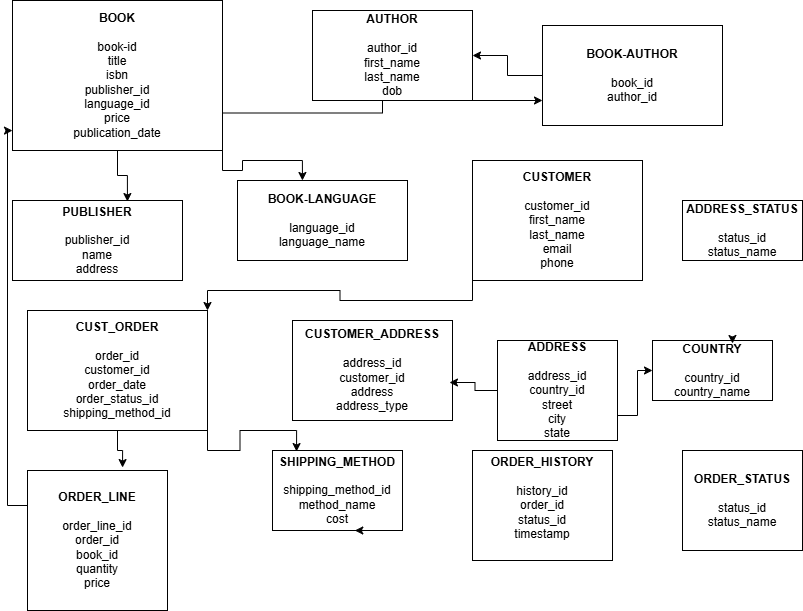 BOOK
book-id
title
isbn
publisher_id
language_id
price
publication_date
AUTHOR
author_id
first_name
last_name
dob
BOOK-AUTHOR
book_id
author_id
PUBLISHER
publisher_id
name
address
BOOK-LANGUAGE
language_id
language_name
CUSTOMER
customer_id
first_name
last_name
email
phone
ADDRESS_STATUS
status_id
status_name
CUST_ORDER
order_id
customer_id
order_date
order_status_id
shipping_method_id
CUSTOMER_ADDRESS
address_id
customer_id
address
address_type
ADDRESS
address_id
country_id
street
city
state
COUNTRY
country_id
country_name
ORDER_LINE
order_line_id
order_id
book_id
quantity
price
SHIPPING_METHOD
shipping_method_id
method_name
cost
ORDER_HISTORY
history_id
order_id
status_id
timestamp
ORDER_STATUS
status_id
status_name